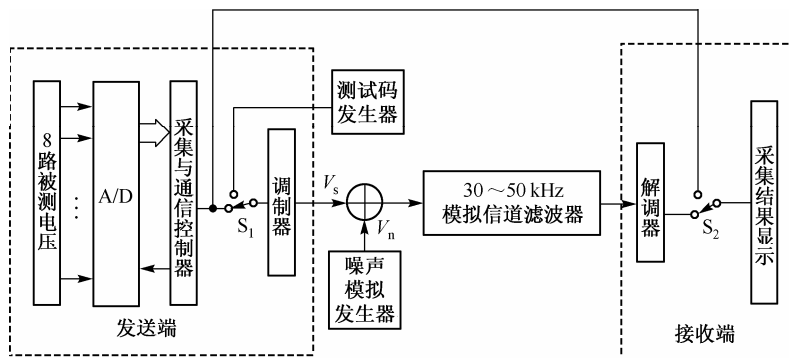 8路被测电压
A/D
采集与通信控制器
S₁
测试码
发生器
调制器
Vₛ
Vₙ
噪声
模拟
发生器
30～50 kHz
模拟信道滤波器
解调器
S₂
采集结果显示
发送端
接收端